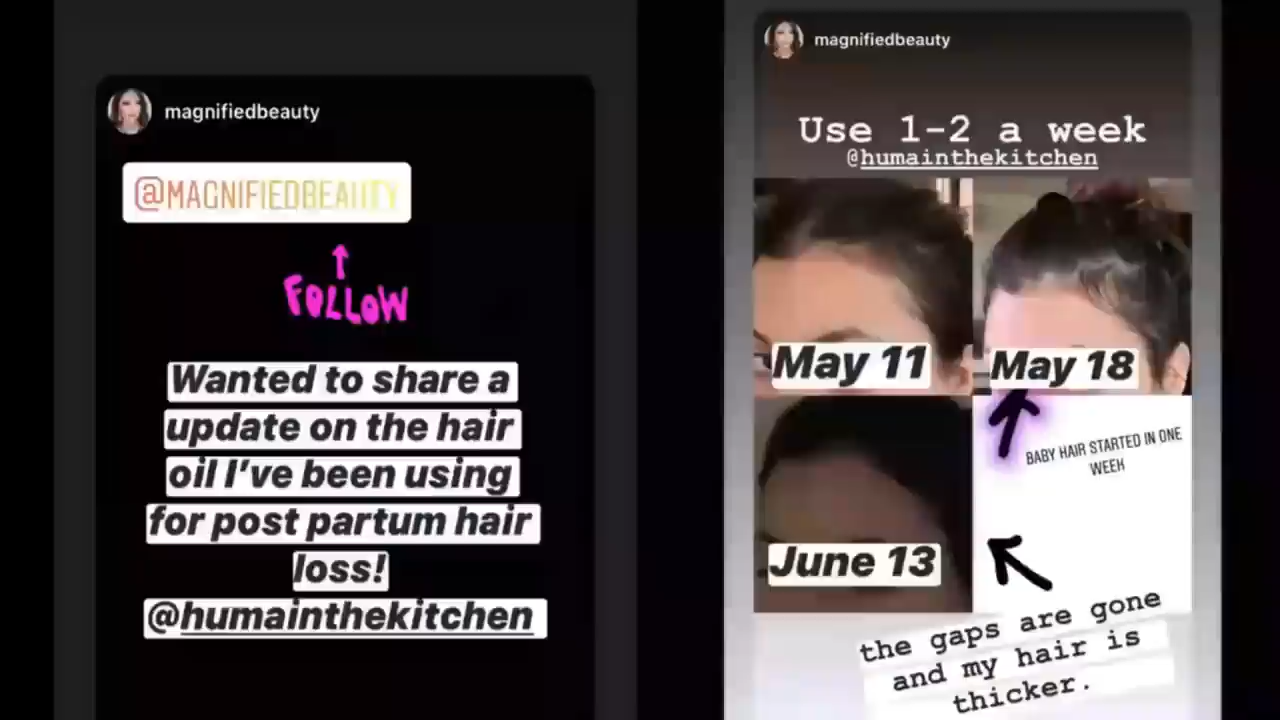 magnifiedbeauty
@MAGNIFIEDBEAUTY
FOLLOW
Wanted to share a
update on the hair
oil I've been using
for post partum hair
loss!
@humainthekitchen
magnifiedbeauty
Use 1-2 a week
@humainthekitchen
May 11
May 18
BABY HAIR STARTED IN ONE
WEEK
June 13
the gaps are gone
and my hair is
thicker.